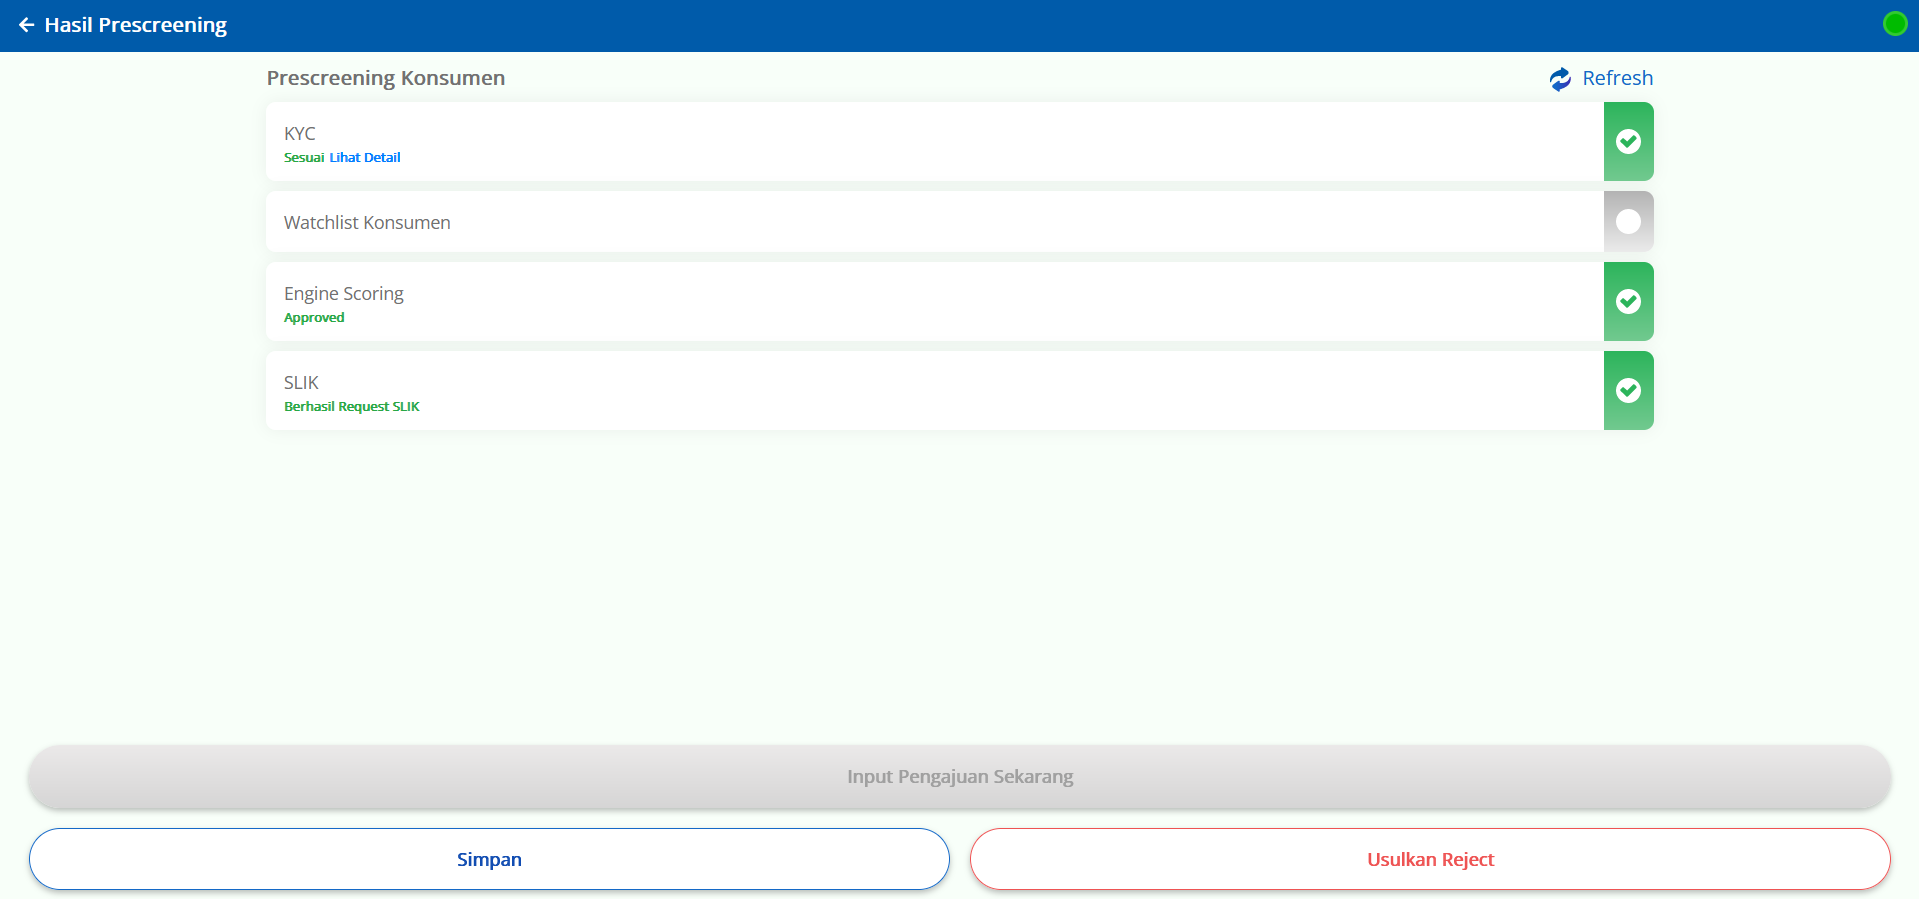 Hasil Prescreening
Prescreening Konsumen
Refresh
KYC
Sesuai Lihat Detail
Watchlist Konsumen
Engine Scoring
Approved
SLIK
Berhasil Request SLIK
Input Pengajuan Sekarang
Simpan
Usulkan Reject